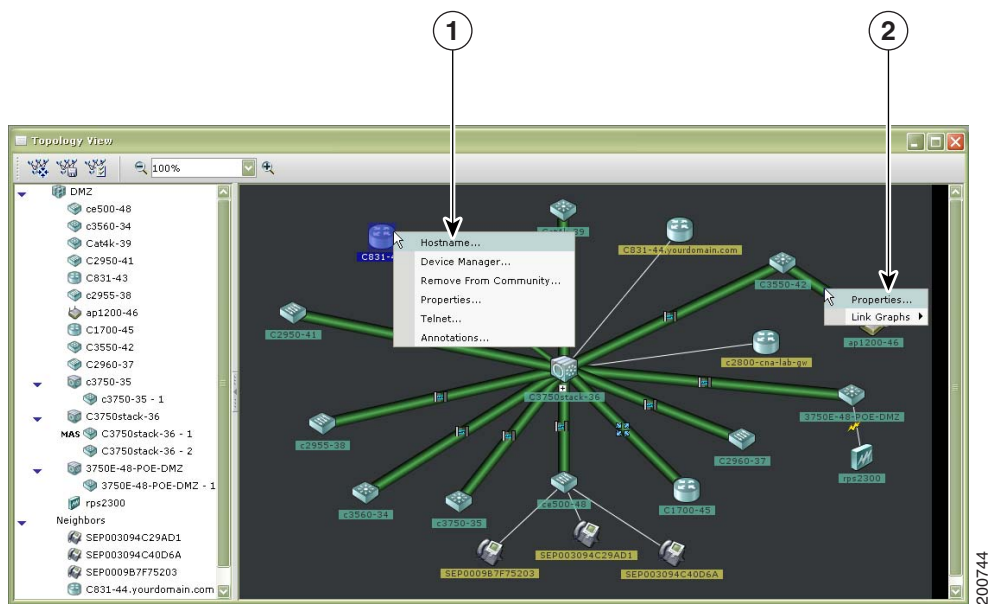 1
2
Topology View
100%
DMZ
ce500-48
c3560-34
Cat4k-39
C2950-41
C831-43
c2955-38
ap1200-46
C1700-45
C3550-42
C2960-37
c3750-35
c3750-35 - 1
C3750stack-36
MAS C3750stack-36 - 1
C3750stack-36 - 2
3750E-48-POE-DMZ
3750E-48-POE-DMZ - 1
rps2300
Neighbors
SEP003094C29AD1
SEP003094C40D6A
SEP0009B7F75203
C831-44.yourdomain.com
Hostname...
Device Manager...
Remove From Community...
Properties...
Telnet...
Annotations...
C831-44.yourdomain.com
C3550-42
Properties...
Link Graphs
ap1200-46
C2950-41
c2800-cna-lab-gw
C3750stack-36
3750E-48-POE-DMZ
c2955-38
C2960-37
rps2300
c3560-34
c3750-35
ce500-48
C1700-45
SEP003094C29AD1
SEP0009B7F75203
SEP003094C40D6A
200744